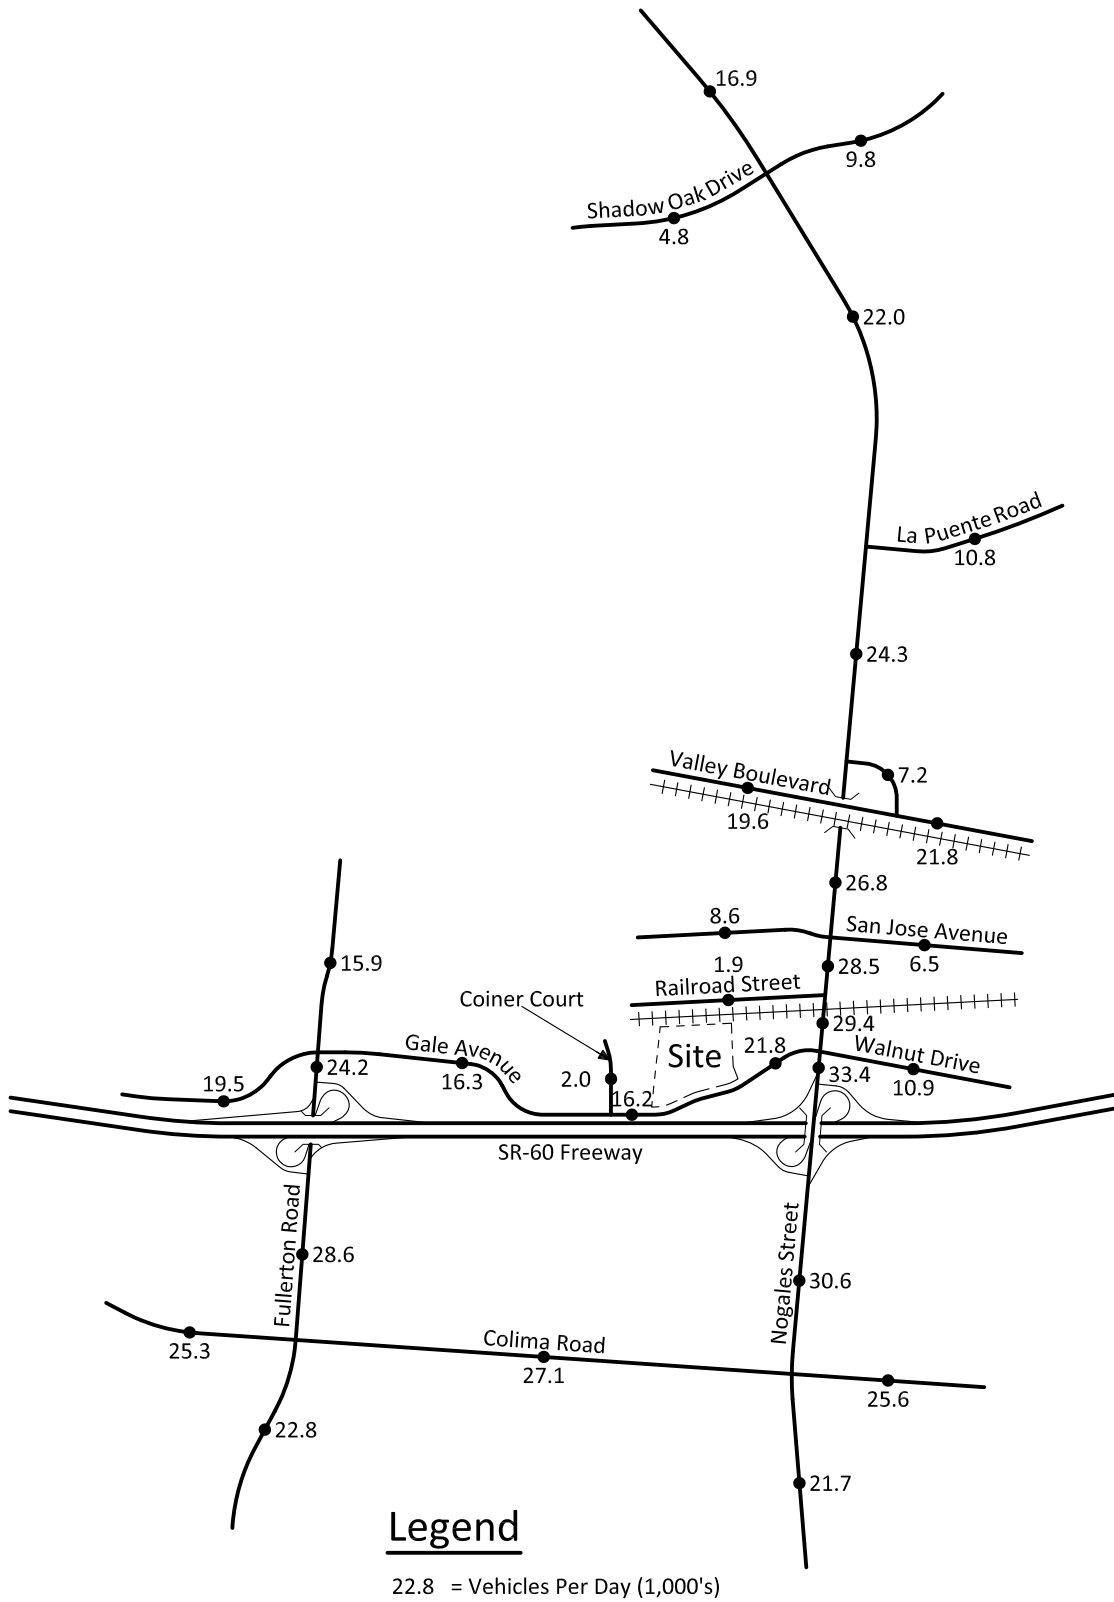 16.9
9.8
Shadow Oak Drive
4.8
22.0
La Puente Road
10.8
24.3
Valley Boulevard
7.2
19.6
21.8
26.8
8.6
San Jose Avenue
6.5
15.9
1.9
28.5
Railroad Street
Coiner Court
29.4
Gale Avenue
Site
21.8
Walnut Drive
24.2
16.3
2.0
33.4
10.9
19.5
16.2
SR-60 Freeway
Fullerton Road
28.6
Nogales Street
30.6
25.3
Colima Road
27.1
25.6
22.8
21.7
Legend
22.8 = Vehicles Per Day (1,000's)